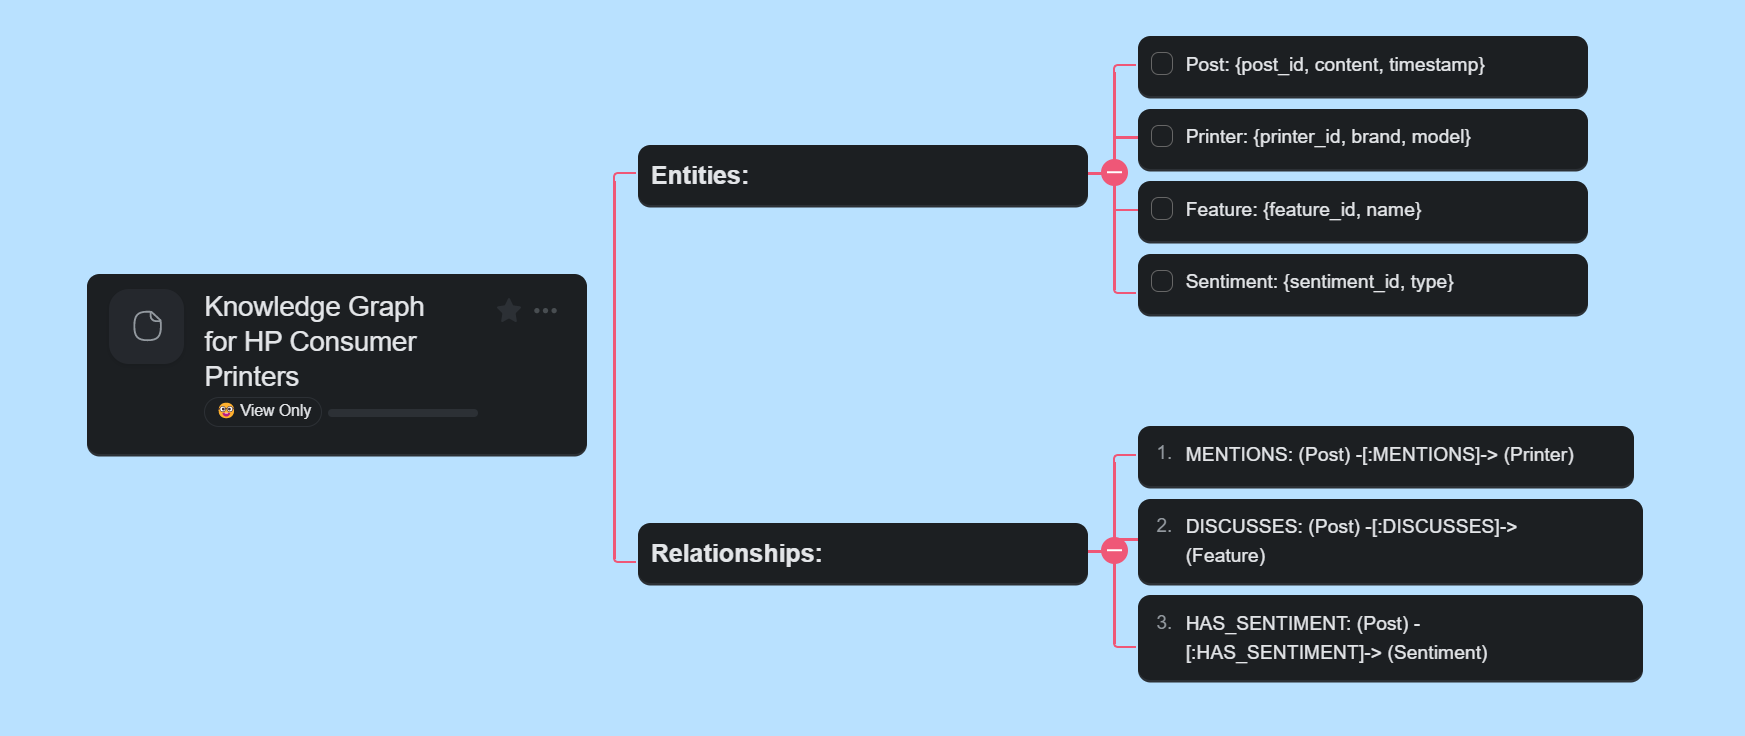 Knowledge Graph
for HP Consumer
Printers
View Only
Entities:
Post: {post_id, content, timestamp}
Printer: {printer_id, brand, model}
Feature: {feature_id, name}
Sentiment: {sentiment_id, type}
Relationships:
1. MENTIONS: (Post) -[:MENTIONS]-> (Printer)
2. DISCUSSES: (Post) -[:DISCUSSES]->
(Feature)
3. HAS_SENTIMENT: (Post) -
[:HAS_SENTIMENT]-> (Sentiment)